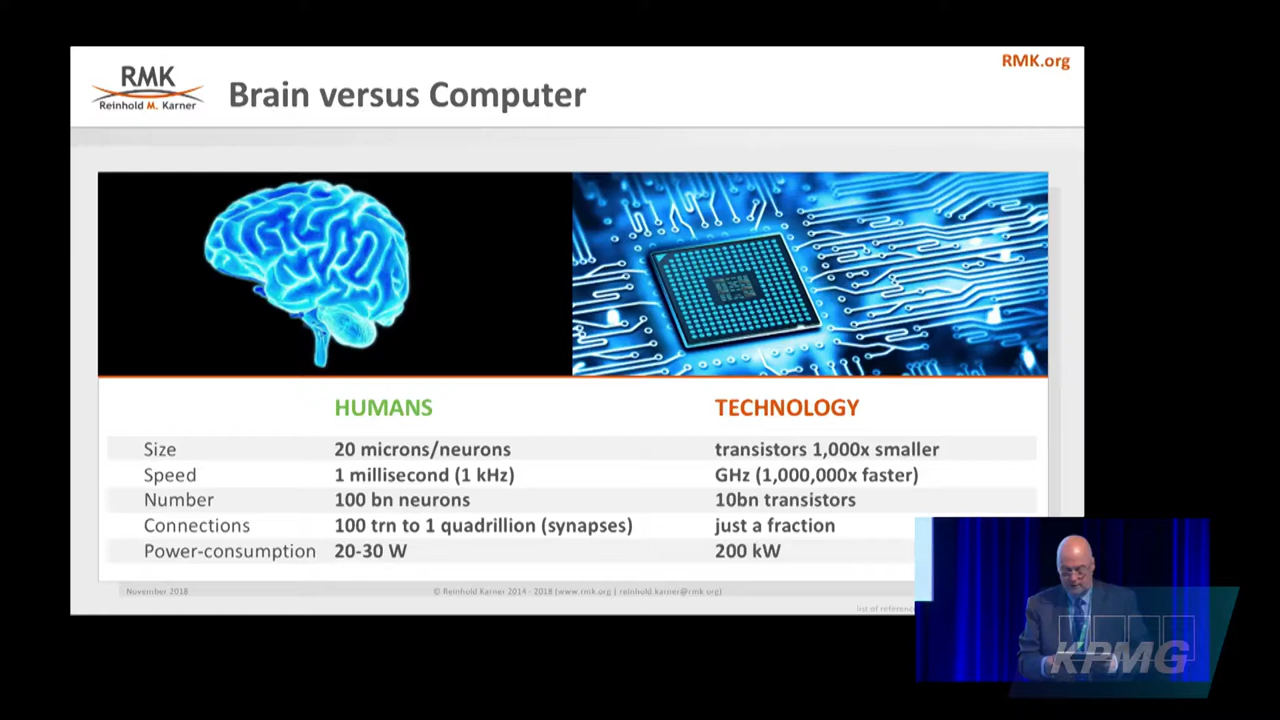 RMK.org
RMK
Reinhold M. Karner
Brain versus Computer
HUMANS TECHNOLOGY
Size 20 microns/neurons transistors 1,000x smaller
Speed 1 millisecond (1 kHz) GHz (1,000,000x faster)
Number 100 bn neurons 10bn transistors
Connections 100 trn to 1 quadrillion (synapses) just a fraction
Power-consumption 20-30 W 200 kW
November 2018 © Reinhold Karner 2014 - 2018 (www.rmk.org | reinhold.karner@rmk.org)
list of
KPMG